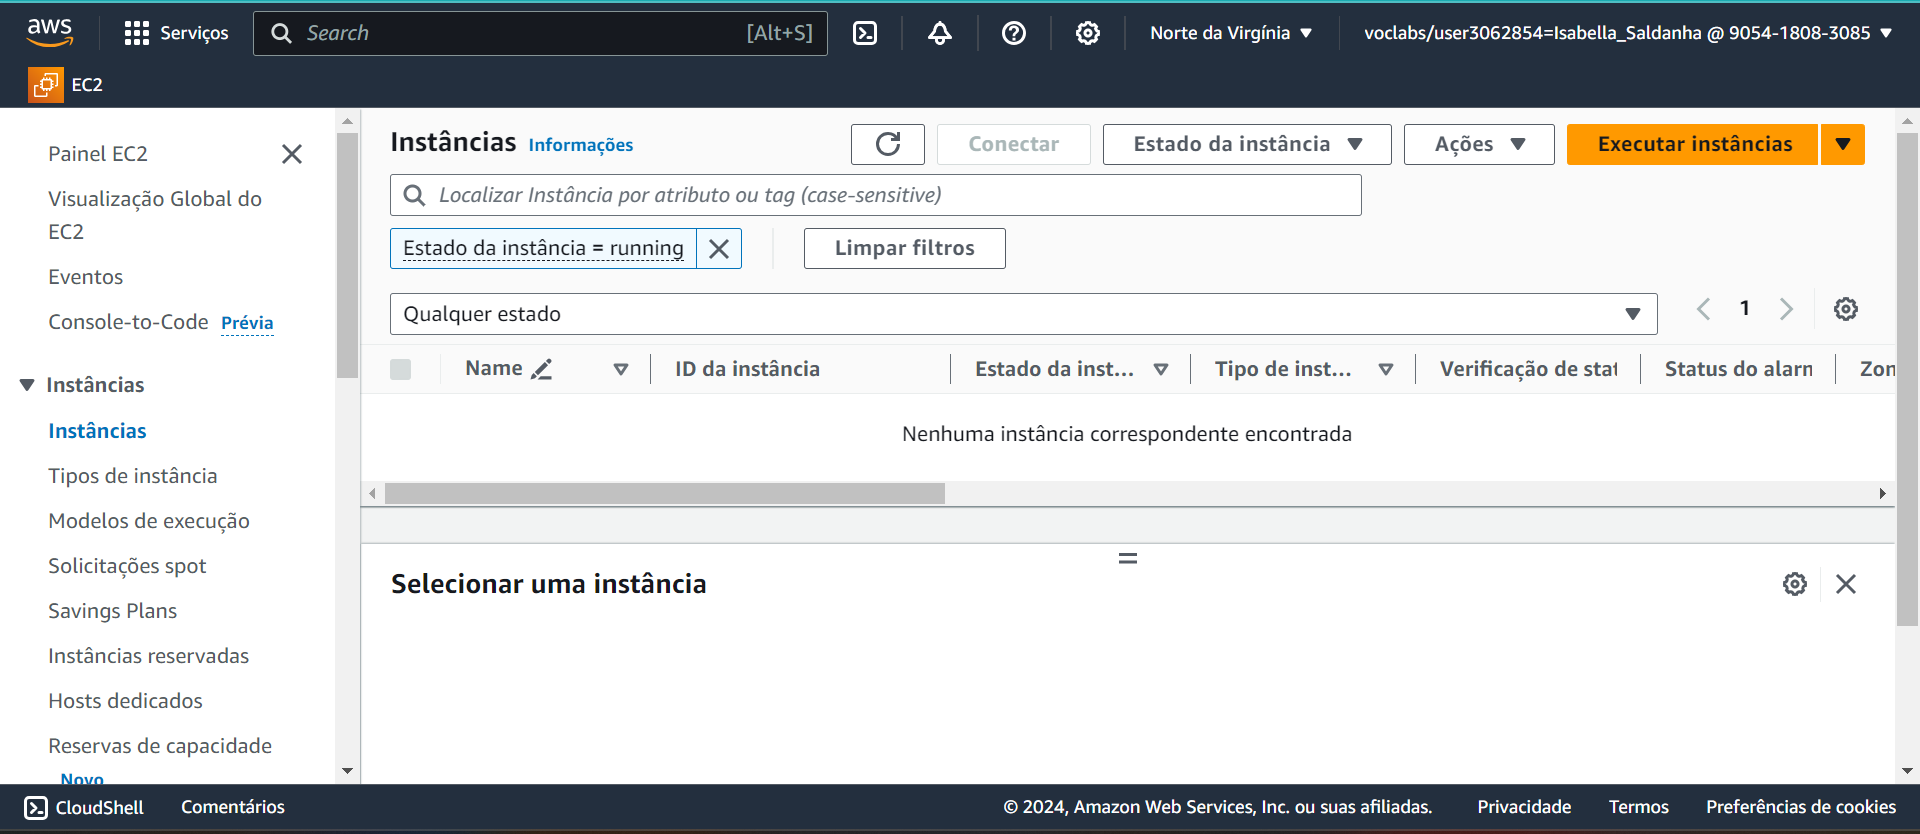 aws
Serviços
Search
[Alt+S]
Norte da Virgínia
voclabs/user3062854=Isabella_Saldanha @ 9054-1808-3085
EC2
Painel EC2
Visualização Global do
EC2
Eventos
Console-to-Code Prévia
Instâncias
Instâncias
Tipos de instância
Modelos de execução
Solicitações spot
Savings Plans
Instâncias reservadas
Hosts dedicados
Reservas de capacidade
Novo
Instâncias Informações
Conectar
Estado da instância
Ações
Executar instâncias
Localizar Instância por atributo ou tag (case-sensitive)
Estado da instância = running
Limpar filtros
Qualquer estado
1
Name
ID da instância
Estado da inst...
Tipo de inst...
Verificação de stat
Status do alarn
Zon
Nenhuma instância correspondente encontrada
Selecionar uma instância
CloudShell
Comentários
© 2024, Amazon Web Services, Inc. ou suas afiliadas.
Privacidade
Termos
Preferências de cookies